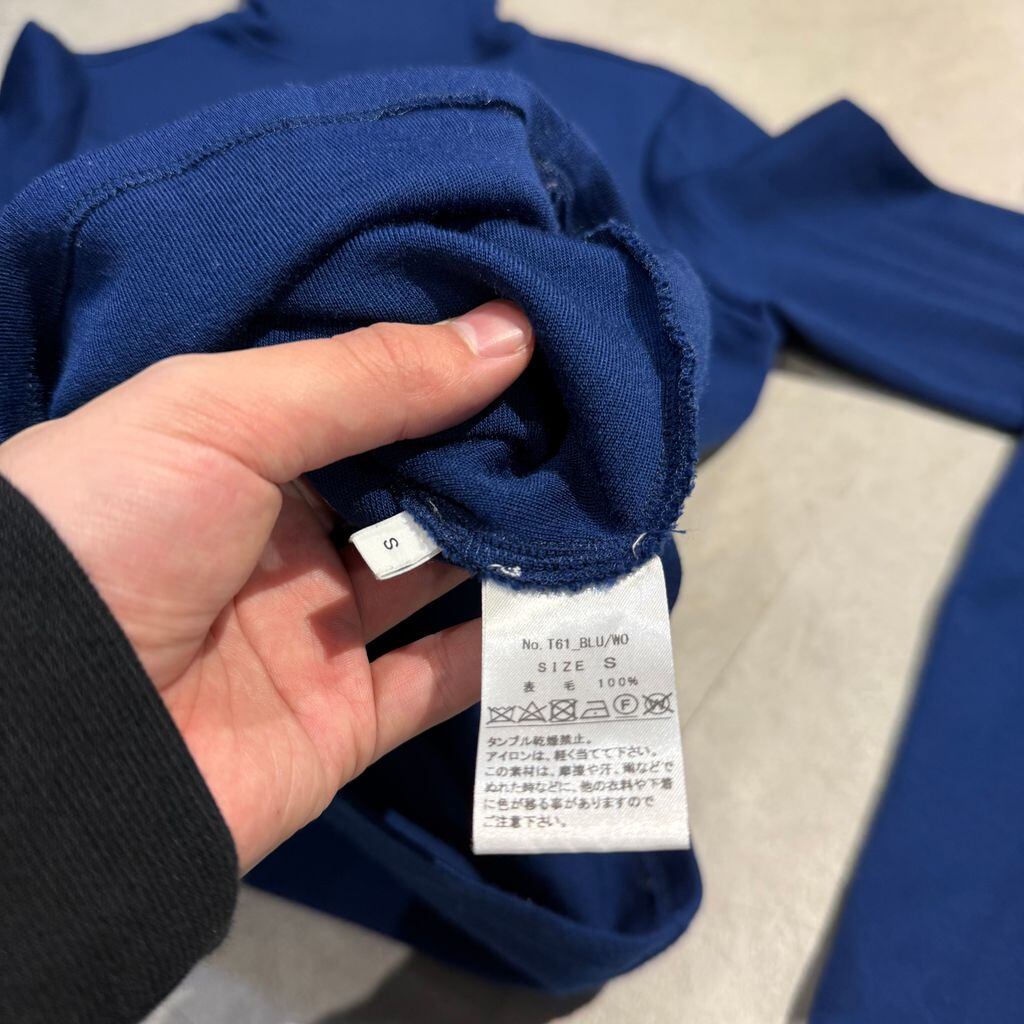 S
No. T61_BLU/WO
SIZE S
表 毛 100%
F W
タンブル乾燥禁止。
アイロンは、軽く当てて下さい。
この素材は、摩擦や汗、雨などで
ぬれた時などに、他の衣料や下着
に色が移る事がありますので
ご注意下さい。